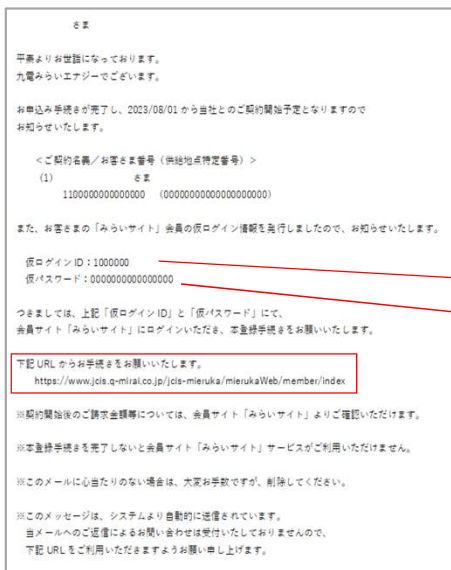 さま
平素よりお世話になっております。
九電みらいエナジーでございます。
お申込み手続きが完了し、2023/08/01 から当社とのご契約開始予定となりますので
お知らせいたします。
＜ご契約名義／お客さま番号（供給地点特定番号）＞
(1) さま
1100000000000000 (0000000000000000000000)
また、お客さまの「みらいサイト」会員の仮ログイン情報を発行しましたので、お知らせいたします。
仮ログイン ID：1000000
仮パスワード：0000000000000000
つきましては、上記「仮ログイン ID」と「仮パスワード」にて、
会員サイト「みらいサイト」にログインいただき、本登録手続きをお願いいたします。
下記 URL からお手続きをお願いいたします。
https://www.jcis.q-mirai.co.jp/jcis-mieruka/mierukaWeb/member/index
※契約開始後のご請求金額等については、会員サイト「みらいサイト」よりご確認いただけます。
※本登録手続きを完了しないと会員サイト「みらいサイト」サービスがご利用いただけません。
※このメールに心当たりのない場合は、大変お手数ですが、削除してください。
※このメッセージは、システムより自動的に送信されています。
当メールへのご返信によるお問い合わせは受付いたしておりませんので、
下記 URL をご利用いただきますようお願い申し上げます。